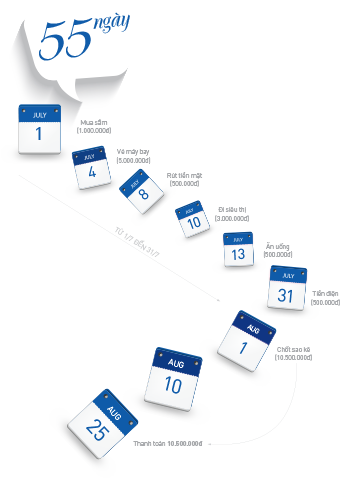 55 ngày
JULY
1
Mua sắm
(1.000.000đ)
JULY
4
Vé máy bay
(5.000.000đ)
JULY
8
Rút tiền mặt
(500.000đ)
JULY
10
Đi siêu thị
(3.000.000đ)
JULY
13
Ăn uống
(500.000đ)
TỪ 1/7 ĐẾN 31/7
JULY
31
Tiền điện
(500.000đ)
AUG
1
Chốt sao kê
(10.500.000đ)
AUG
10
AUG
25
Thanh toán 10.500.000đ